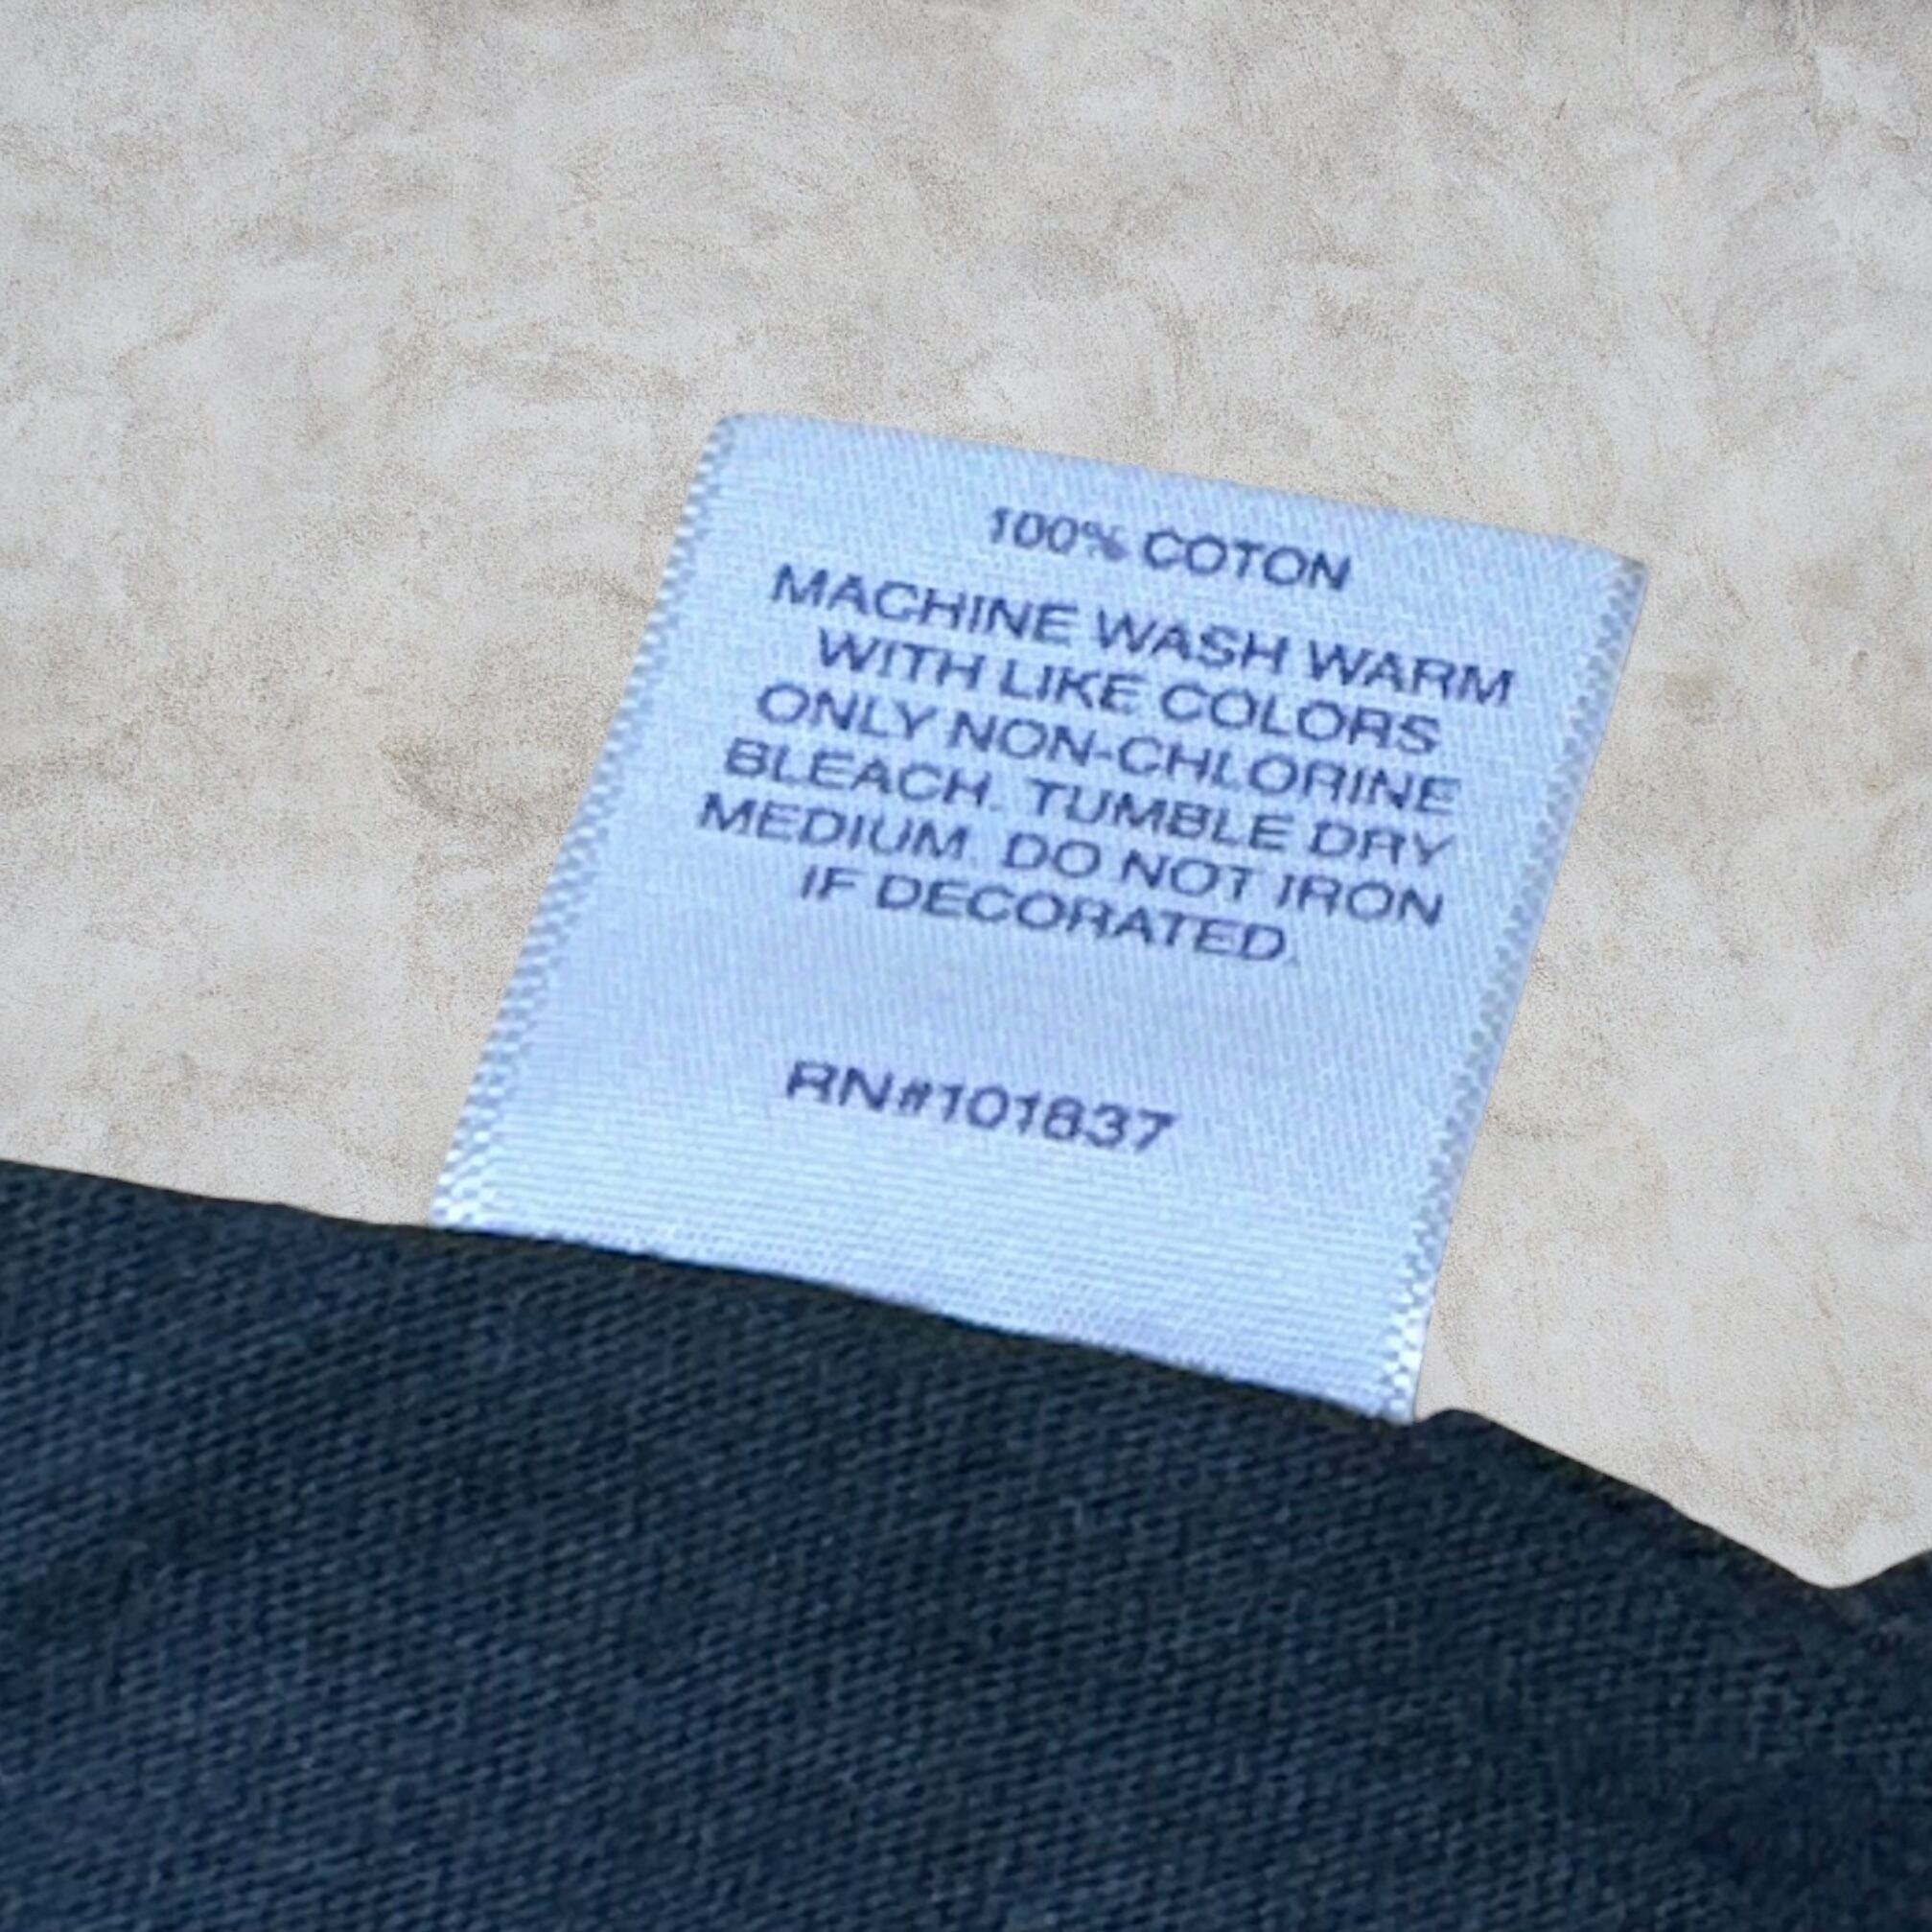 100% COTON
MACHINE WASH WARM
WITH LIKE COLORS
ONLY NON-CHLORINE
BLEACH. TUMBLE DRY
MEDIUM. DO NOT IRON
IF DECORATED.
RN#101837